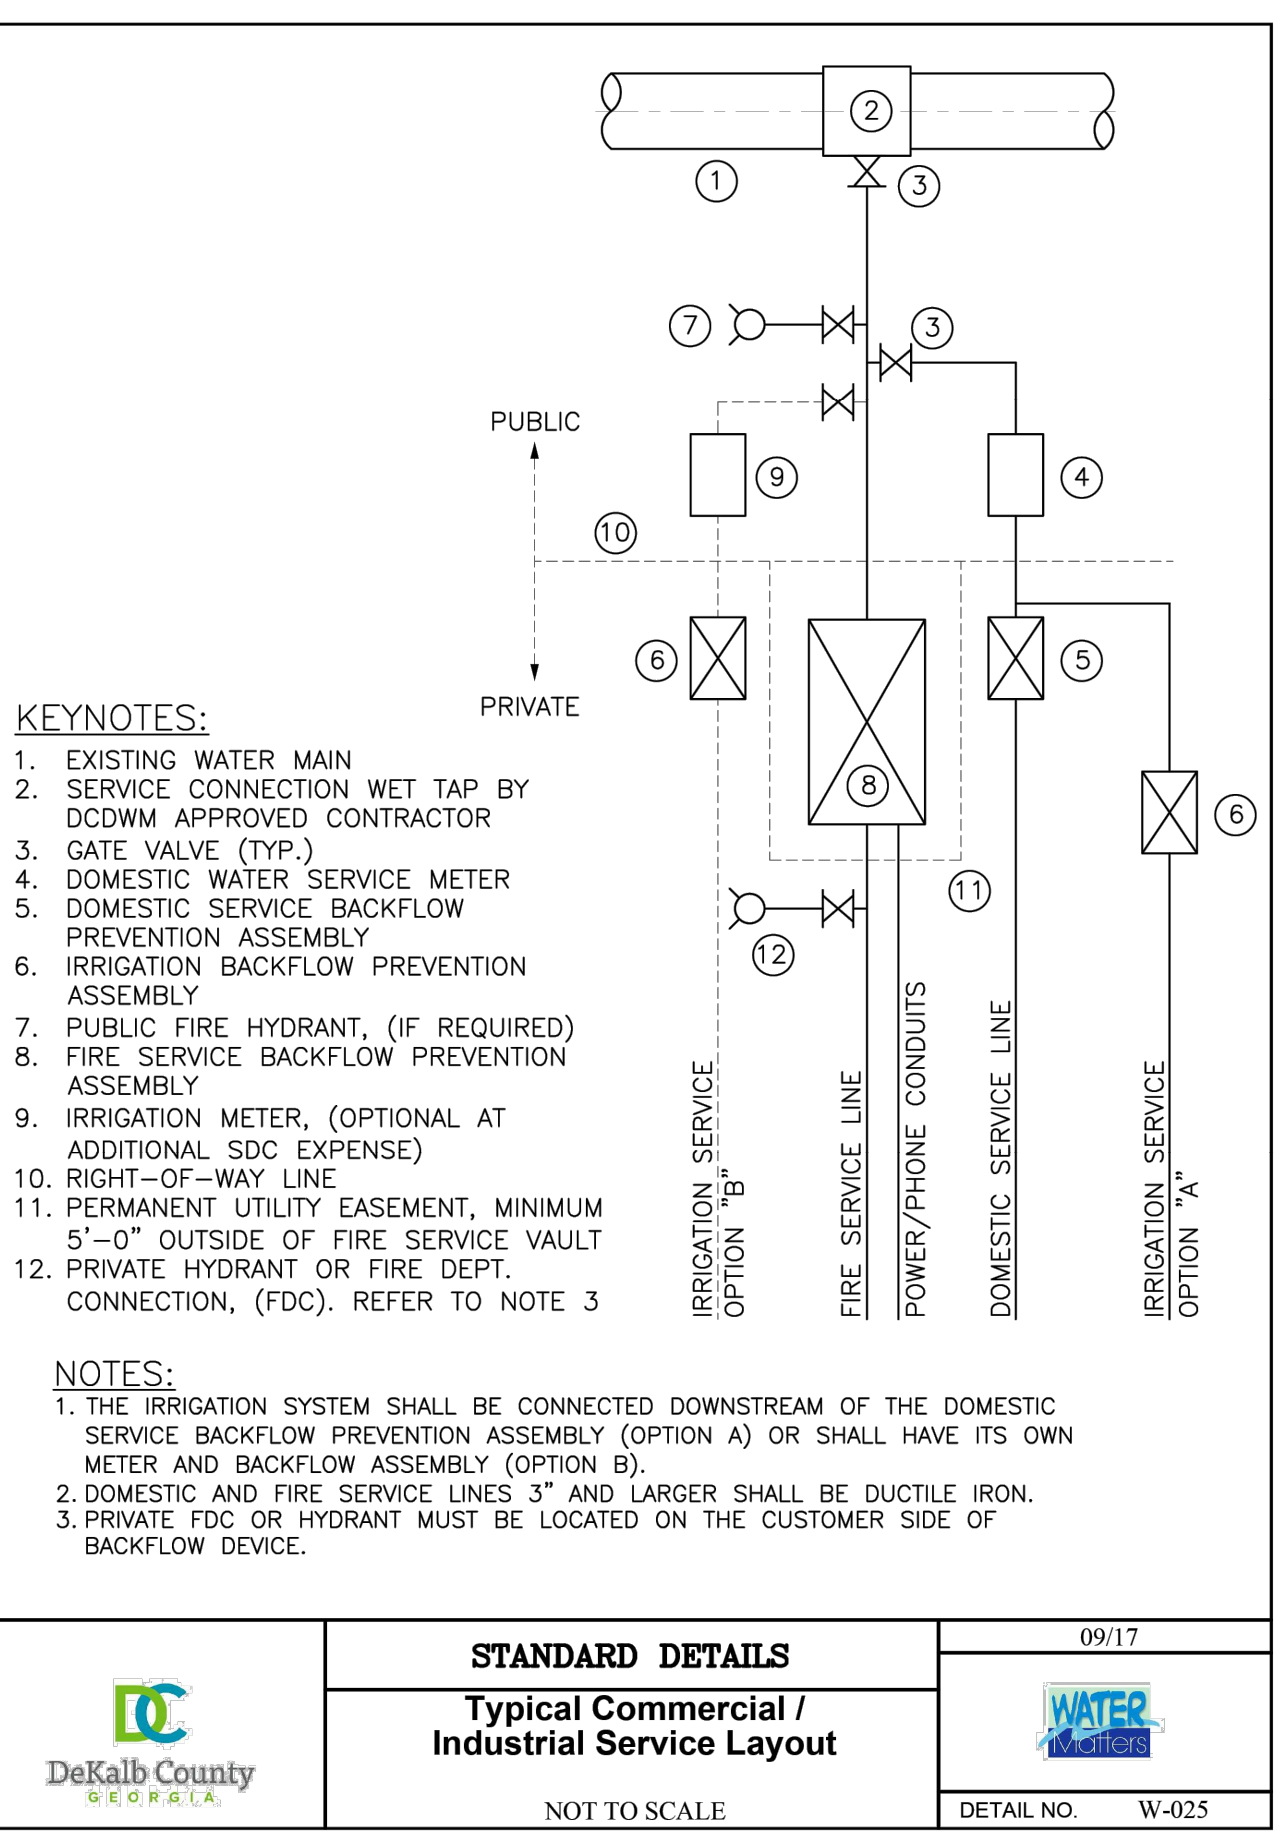 2
1
3
7
3
PUBLIC
9
4
10
6
5
PRIVATE
8
6
11
12
IRRIGATION SERVICE
OPTION "B"
FIRE SERVICE LINE
POWER/PHONE CONDUITS
DOMESTIC SERVICE LINE
IRRIGATION SERVICE
OPTION "A"
KEYNOTES:
1. EXISTING WATER MAIN
2. SERVICE CONNECTION WET TAP BY
DCDWM APPROVED CONTRACTOR
3. GATE VALVE (TYP.)
4. DOMESTIC WATER SERVICE METER
5. DOMESTIC SERVICE BACKFLOW
PREVENTION ASSEMBLY
6. IRRIGATION BACKFLOW PREVENTION
ASSEMBLY
7. PUBLIC FIRE HYDRANT, (IF REQUIRED)
8. FIRE SERVICE BACKFLOW PREVENTION
ASSEMBLY
9. IRRIGATION METER, (OPTIONAL AT
ADDITIONAL SDC EXPENSE)
10. RIGHT-OF-WAY LINE
11. PERMANENT UTILITY EASEMENT, MINIMUM
5'-0" OUTSIDE OF FIRE SERVICE VAULT
12. PRIVATE HYDRANT OR FIRE DEPT.
CONNECTION, (FDC). REFER TO NOTE 3
NOTES:
1. THE IRRIGATION SYSTEM SHALL BE CONNECTED DOWNSTREAM OF THE DOMESTIC
SERVICE BACKFLOW PREVENTION ASSEMBLY (OPTION A) OR SHALL HAVE ITS OWN
METER AND BACKFLOW ASSEMBLY (OPTION B).
2. DOMESTIC AND FIRE SERVICE LINES 3" AND LARGER SHALL BE DUCTILE IRON.
3. PRIVATE FDC OR HYDRANT MUST BE LOCATED ON THE CUSTOMER SIDE OF
BACKFLOW DEVICE.
DC
DeKalb County
GEORGIA
STANDARD DETAILS
Typical Commercial /
Industrial Service Layout
NOT TO SCALE
09/17
WATER
Matters
DETAIL NO. W-025